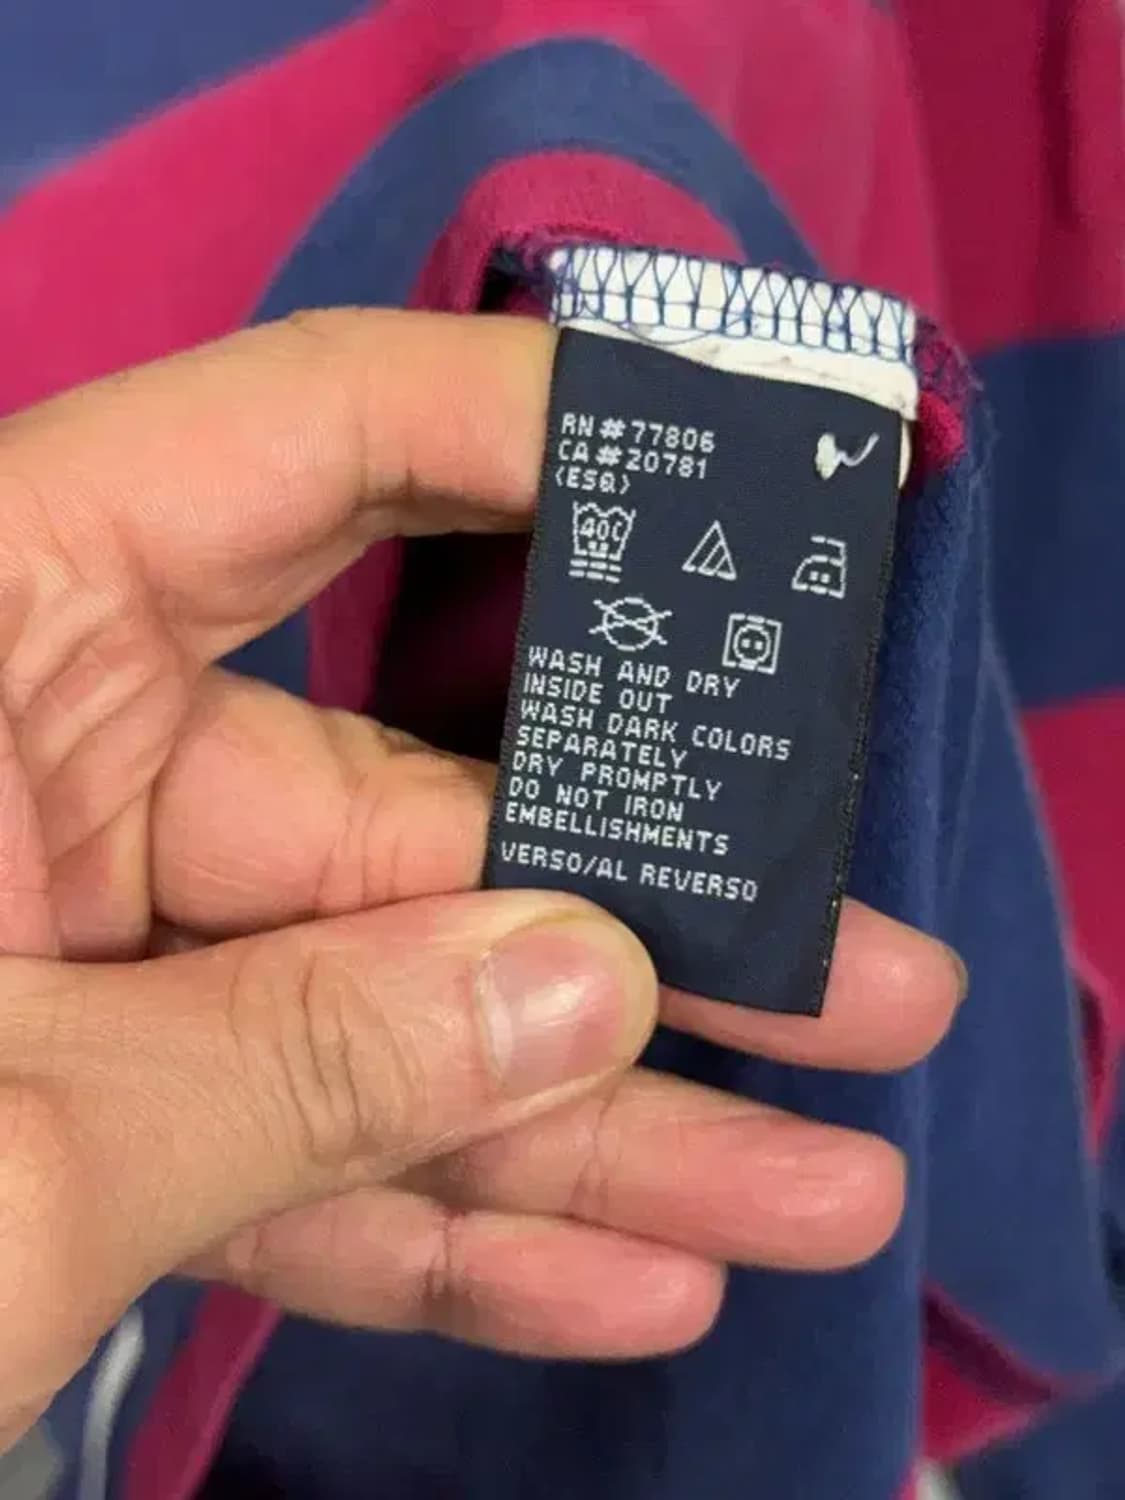 RN#77806
CA#20781
(ESQ)
40C
WASH AND DRY
INSIDE OUT
WASH DARK COLORS
SEPARATELY
DRY PROMPTLY
DO NOT IRON
EMBELLISHMENTS
VERSO/AL REVERSO